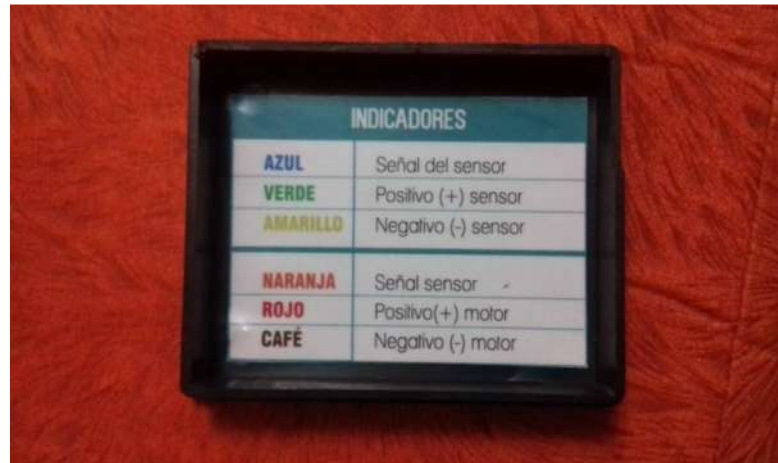 INDICADORES
AZUL Señal del sensor
VERDE Positivo (+) sensor
AMARILLO Negativo (-) sensor
NARANJA Señal sensor
ROJO Positivo(+) motor
CAFÉ Negativo (-) motor